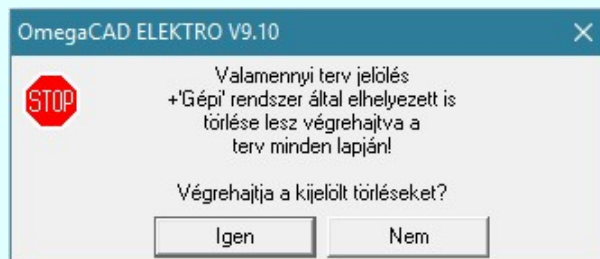 OmegaCAD ELEKTRO V9.10
STOP
Valamennyi terv jelölés
+'Gépi' rendszer által elhelyezett is
törlése lesz végrehajtva a
terv minden lapján!
Végrehajtja a kijelölt törléseket?
Igen
Nem